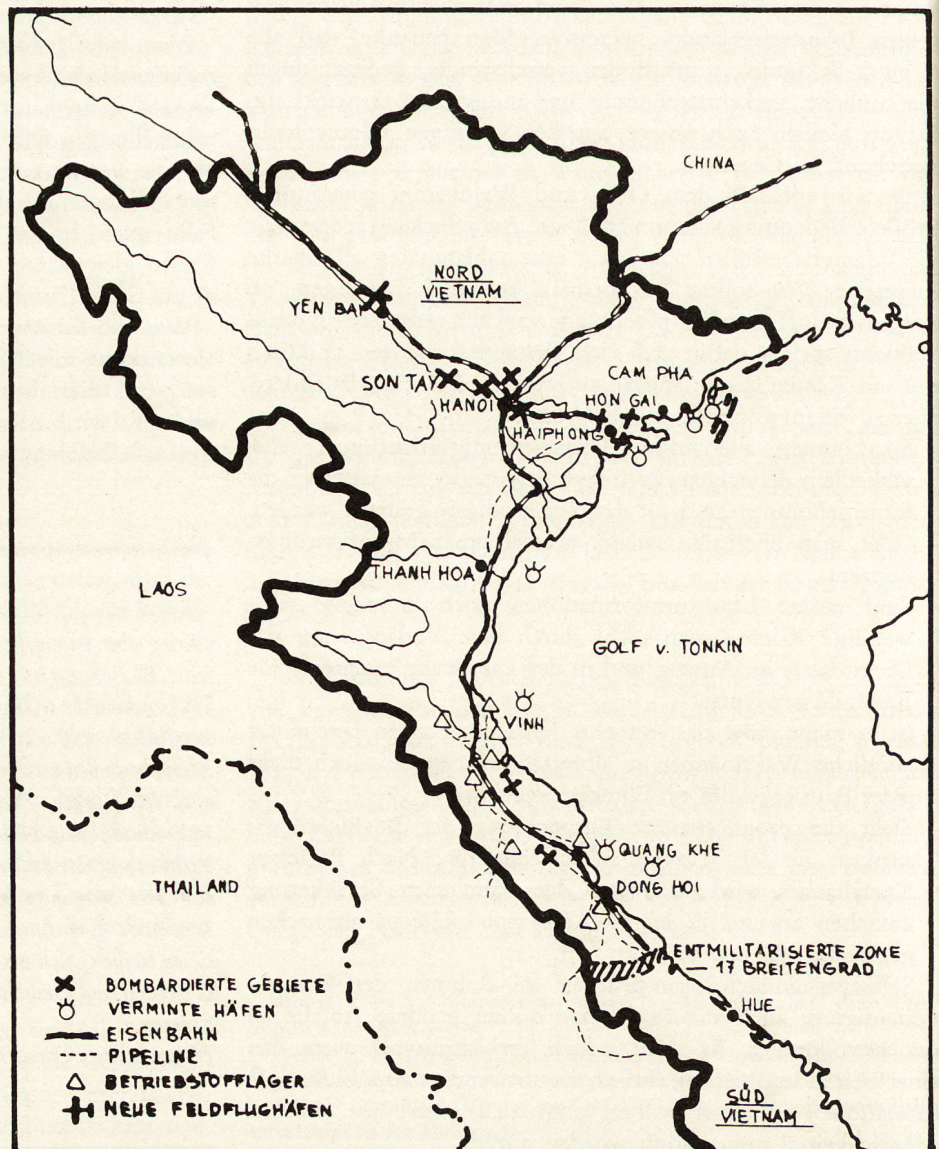 CHINA
NORD
VIETNAM
YEN BAI
SON TAY
CAM PHA
HON GAI
HANOI
HAIPHONG
THANH HOA
LAOS
GOLF V. TONKIN
VINH
QUANG KHE
THAILAND
DONG HOI
ENTMILITARISIERTE ZONE
17 BREITENGRAD
HUE
BOMBARDIERTE GEBIETE
VERMINTE HÄFEN
EISENBAHN
PIPELINE
BETRIEBSTOFFLAGER
NEUE FELDFLUGHÄFEN
SÜD
VIETNAM